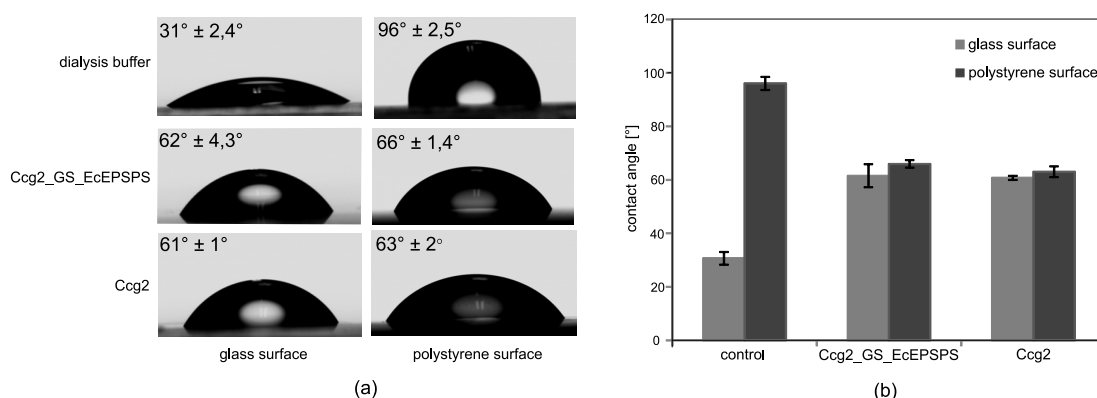 31° ± 2,4°
96° ± 2,5°
dialysis buffer
62° ± 4,3°
66° ± 1,4°
Ccg2_GS_EcEPSPS
61° ± 1°
63° ± 2°
Ccg2
glass surface
polystyrene surface
(a)
120
100
80
60
40
20
0
contact angle [°]
glass surface
polystyrene surface
control
Ccg2_GS_EcEPSPS
Ccg2
(b)